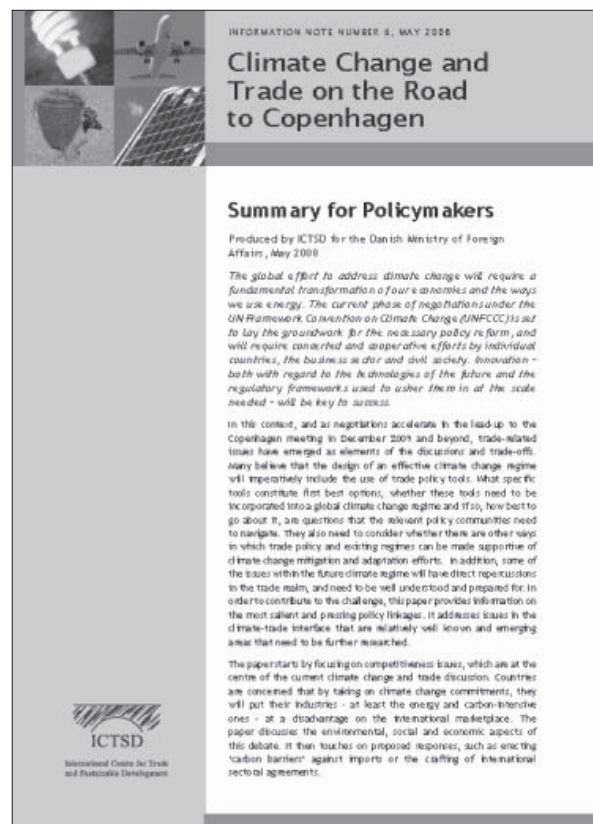 INFORMATION NOTE NUMBER 6, MAY 2008
Climate Change and
Trade on the Road
to Copenhagen
Summary for Policymakers
Produced by ICTSD for the Danish Ministry of Foreign
Affairs, May 2008
The global effort to address climate change will require a
fundamental transformation of our economies and the ways
we use energy. The current phase of negotiations under the
UN Framework Convention on Climate Change (UNFCCC) is set
to lay the groundwork for the necessary policy reform, and
will require concerted and cooperative efforts by individual
countries, the business sector and civil society. Innovation -
both with regard to the technologies of the future and the
regulatory frameworks used to usher them in at the scale
needed - will be key to success.
In this context, and as negotiations accelerate in the lead-up to the
Copenhagen meeting in December 2009 and beyond, trade-related
issues have emerged as elements of the discussions and trade-offs.
Many believe that the design of an effective climate change regime
will imperatively include the use of trade policy tools. What specific
tools constitute first best options, whether these tools need to be
incorporated into a global climate change regime and if so, how best to
go about it, are questions that the relevant policy communities need
to navigate. They also need to consider whether there are other ways
in which trade policy and existing regimes can be made supportive of
climate change mitigation and adaptation efforts. In addition, some of
the issues within the future climate regime will have direct repercussions
in the trade realm, and need to be well understood and prepared for. In
order to contribute to the challenge, this paper provides information on
the most salient and pressing policy linkages. It addresses issues in the
climate-trade interface that are relatively well known and emerging
areas that need to be further researched.
The paper starts by focusing on competitiveness issues, which are at the
centre of the current climate change and trade discussion. Countries
are concerned that by taking on climate change commitments, they
will put their industries - at least the energy and carbon-intensive
ones - at a disadvantage on the international marketplace. The
paper discusses the environmental, social and economic aspects of
this debate. It then touches on proposed responses, such as erecting
'carbon barriers' against imports or the crafting of international
sectoral agreements.
ICTSD
International Centre for Trade
and Sustainable Development